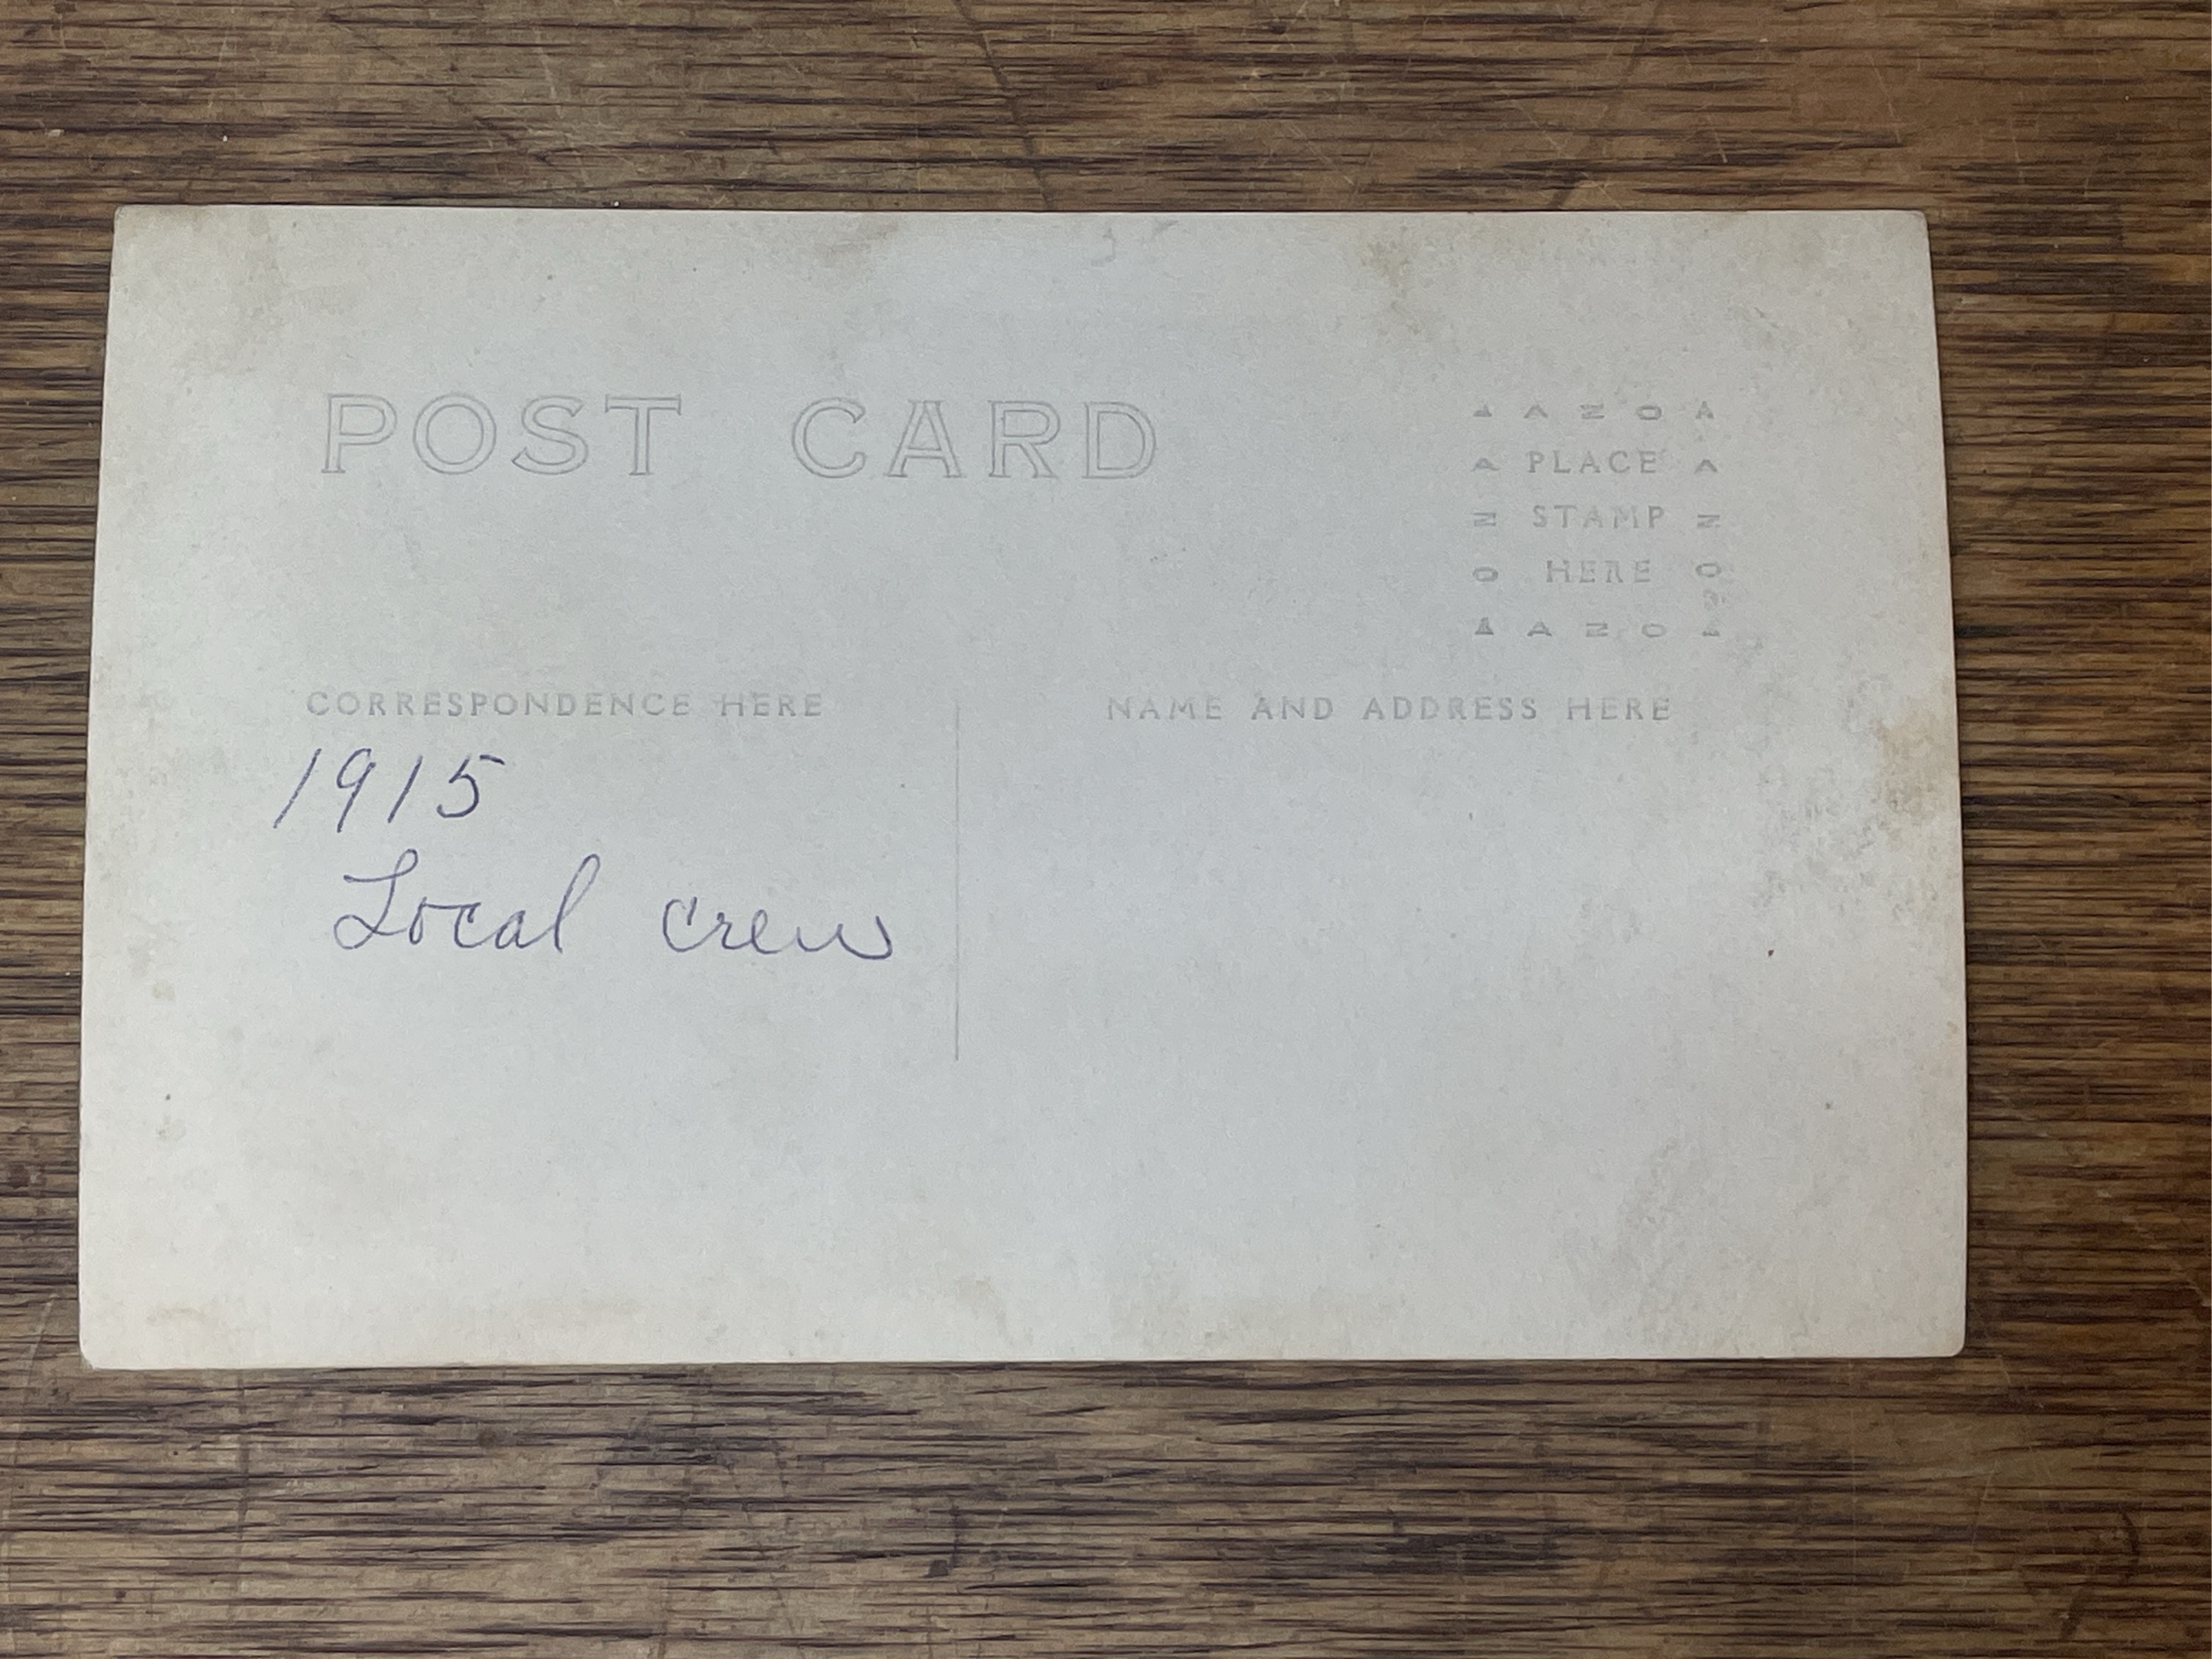 POST CARD
AZO
A PLACE A
Z STAMP Z
O HERE O
AZO
CORRESPONDENCE HERE
NAME AND ADDRESS HERE
1915
Local crew